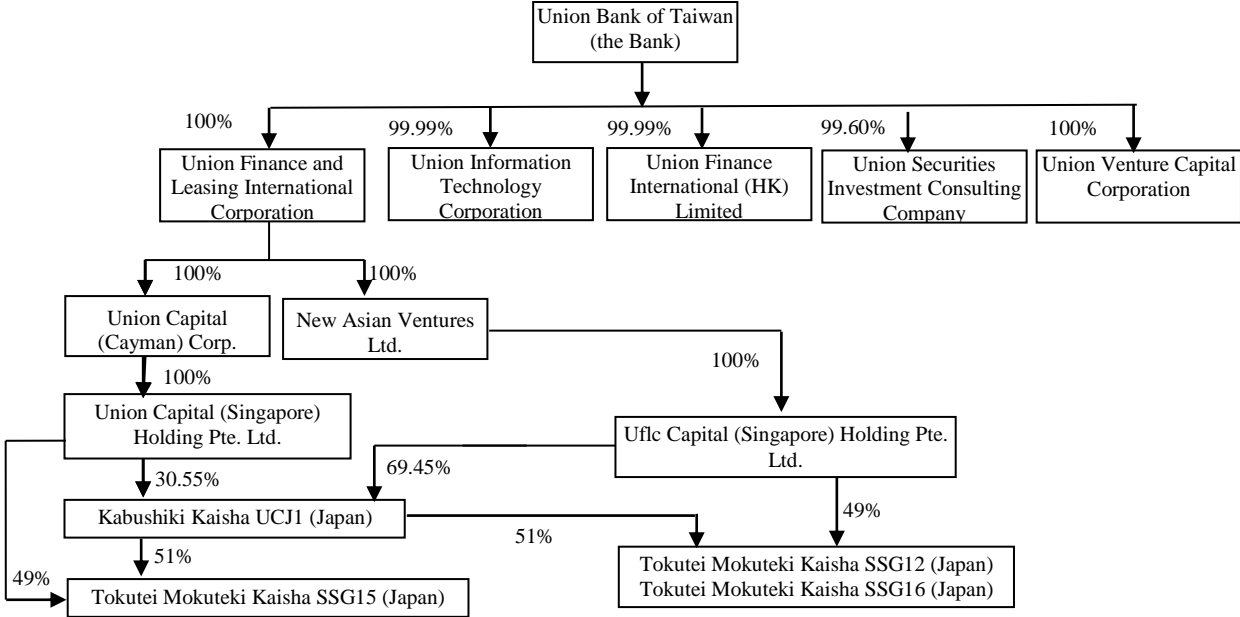 Union Bank of Taiwan
(the Bank)
100%
99.99%
99.99%
99.60%
100%
Union Finance and
Leasing International
Corporation
Union Information
Technology
Corporation
Union Finance
International (HK)
Limited
Union Securities
Investment Consulting
Company
Union Venture Capital
Corporation
100%
100%
Union Capital
(Cayman) Corp.
New Asian Ventures
Ltd.
100%
100%
Union Capital (Singapore)
Holding Pte. Ltd.
Uflc Capital (Singapore) Holding Pte.
Ltd.
30.55%
69.45%
Kabushiki Kaisha UCJ1 (Japan)
49%
51%
51%
49%
Tokutei Mokuteki Kaisha SSG15 (Japan)
Tokutei Mokuteki Kaisha SSG12 (Japan)
Tokutei Mokuteki Kaisha SSG16 (Japan)